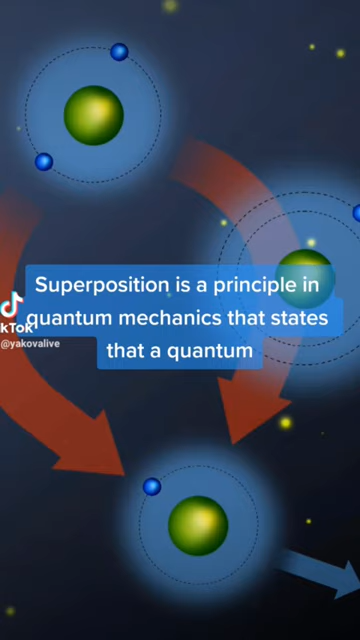 Superposition is a principle in
quantum mechanics that states
that a quantum
kTok
@yakovalive